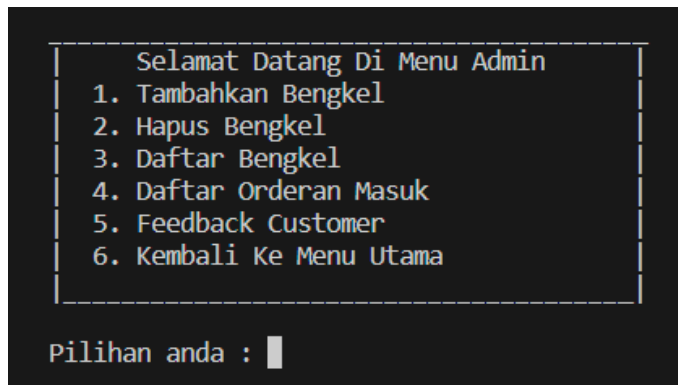 Selamat Datang Di Menu Admin
1. Tambahkan Bengkel
2. Hapus Bengkel
3. Daftar Bengkel
4. Daftar Orderan Masuk
5. Feedback Customer
6. Kembali Ke Menu Utama
Pilihan anda :